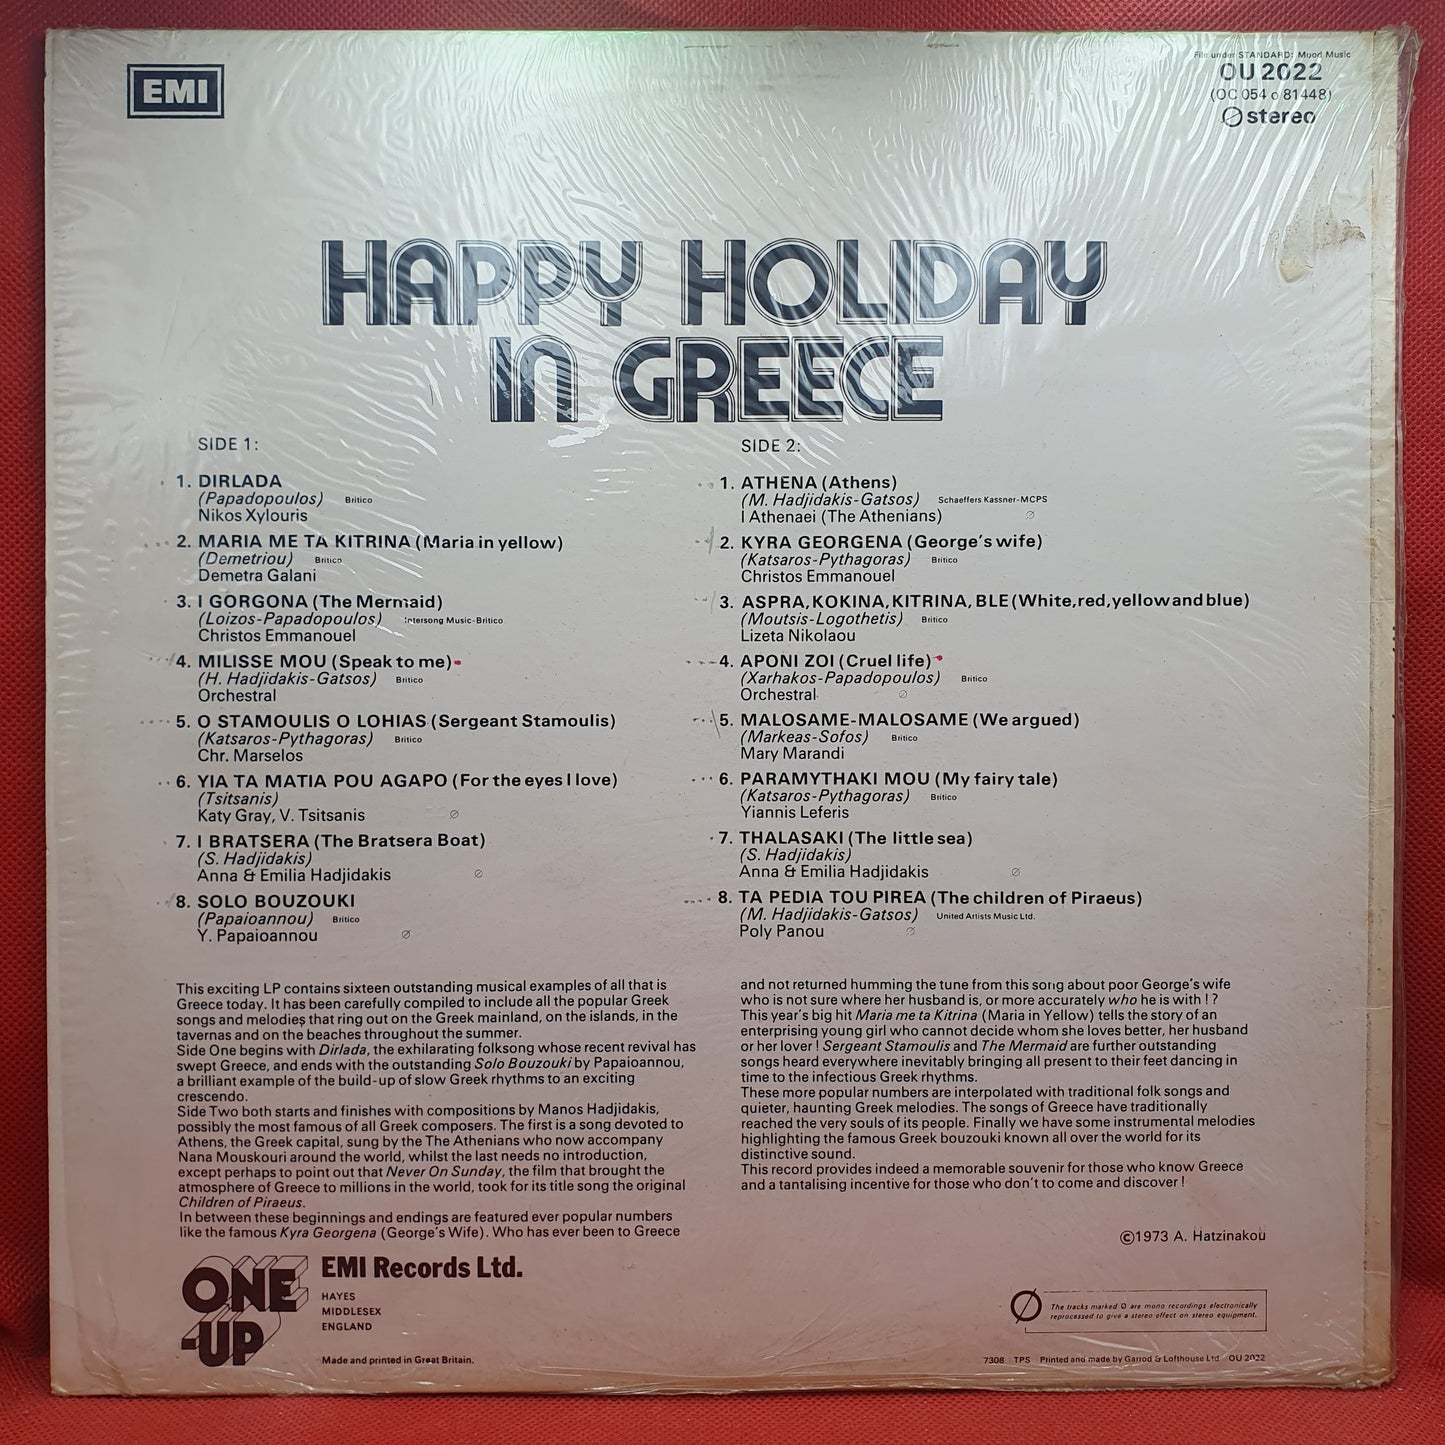 EMI
File under STANDARD: Mood Music
OU 2022
(OC 054 o 81448)
Ø stereo
HAPPY HOLIDAY
IN GREECE
SIDE 1:
1. DIRLADA
(Papadopoulos) Britico
Nikos Xylouris
2. MARIA ME TA KITRINA (Maria in yellow)
(Demetriou) Britico
Demetra Galani
3. I GORGONA (The Mermaid)
(Loizos-Papadopoulos) Intersong Music-Britico
Christos Emmanouel
4. MILISSE MOU (Speak to me)
(H. Hadjidakis-Gatsos) Britico
Orchestral
5. O STAMOULIS O LOHIAS (Sergeant Stamoulis)
(Katsaros-Pythagoras) Britico
Chr. Marselos
6. YIA TA MATIA POU AGAPO (For the eyes I love)
(Tsitsanis)
Katy Gray, V. Tsitsanis Ø
7. I BRATSERA (The Bratsera Boat)
(S. Hadjidakis)
Anna & Emilia Hadjidakis Ø
8. SOLO BOUZOUKI
(Papaioannou) Britico
Y. Papaioannou Ø
SIDE 2:
1. ATHENA (Athens)
(M. Hadjidakis-Gatsos) Schaeffers Kassner-MCPS
I Athenaei (The Athenians) Ø
2. KYRA GEORGENA (George's wife)
(Katsaros-Pythagoras) Britico
Christos Emmanouel
3. ASPRA, KOKINA, KITRINA, BLE (White, red, yellow and blue)
(Moutsis-Logothetis) Britico
Lizeta Nikolaou
4. APONI ZOI (Cruel life)
(Xarhakos-Papadopoulos) Britico
Orchestral Ø
5. MALOSAME-MALOSAME (We argued)
(Markeas-Sofos) Britico
Mary Marandi
6. PARAMYTHAKI MOU (My fairy tale)
(Katsaros-Pythagoras) Britico
Yiannis Leferis
7. THALASAKI (The little sea)
(S. Hadjidakis)
Anna & Emilia Hadjidakis Ø
8. TA PEDIA TOU PIREA (The children of Piraeus)
(M. Hadjidakis-Gatsos) United Artists Music Ltd.
Poly Panou Ø
This exciting LP contains sixteen outstanding musical examples of all that is
Greece today. It has been carefully compiled to include all the popular Greek
songs and melodies that ring out on the Greek mainland, on the islands, in the
tavernas and on the beaches throughout the summer.
Side One begins with Dirlada, the exhilarating folksong whose recent revival has
swept Greece, and ends with the outstanding Solo Bouzouki by Papaioannou,
a brilliant example of the build-up of slow Greek rhythms to an exciting
crescendo.
Side Two both starts and finishes with compositions by Manos Hadjidakis,
possibly the most famous of all Greek composers. The first is a song devoted to
Athens, the Greek capital, sung by the The Athenians who now accompany
Nana Mouskouri around the world, whilst the last needs no introduction,
except perhaps to point out that Never On Sunday, the film that brought the
atmosphere of Greece to millions in the world, took for its title song the original
Children of Piraeus.
In between these beginnings and endings are featured ever popular numbers
like the famous Kyra Georgena (George's Wife). Who has ever been to Greece
and not returned humming the tune from this song about poor George's wife
who is not sure where her husband is, or more accurately who he is with ! ?
This year's big hit Maria me ta Kitrina (Maria in Yellow) tells the story of an
enterprising young girl who cannot decide whom she loves better, her husband
or her lover ! Sergeant Stamoulis and The Mermaid are further outstanding
songs heard everywhere inevitably bringing all present to their feet dancing in
time to the infectious Greek rhythms.
These more popular numbers are interpolated with traditional folk songs and
quieter, haunting Greek melodies. The songs of Greece have traditionally
reached the very souls of its people. Finally we have some instrumental melodies
highlighting the famous Greek bouzouki known all over the world for its
distinctive sound.
This record provides indeed a memorable souvenir for those who know Greece
and a tantalising incentive for those who don't to come and discover !
©1973 A. Hatzinakou
ONE
-UP
EMI Records Ltd.
HAYES
MIDDLESEX
ENGLAND
Made and printed in Great Britain.
Ø The tracks marked Ø are mono recordings electronically
reprocessed to give a stereo effect on stereo equipment.
7308 TPS Printed and made by Garrod & Lofthouse Ltd OU 2022